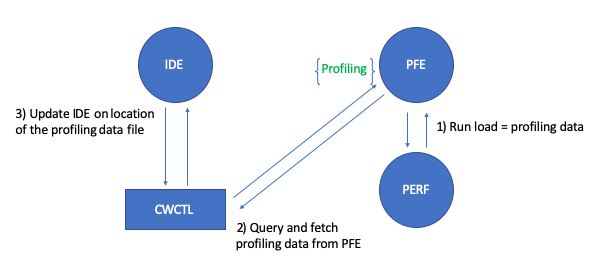 IDE
{Profiling}
PFE
3) Update IDE on location
of the profiling data file
1) Run load = profiling data
PERF
CWCTL
2) Query and fetch
profiling data from PFE